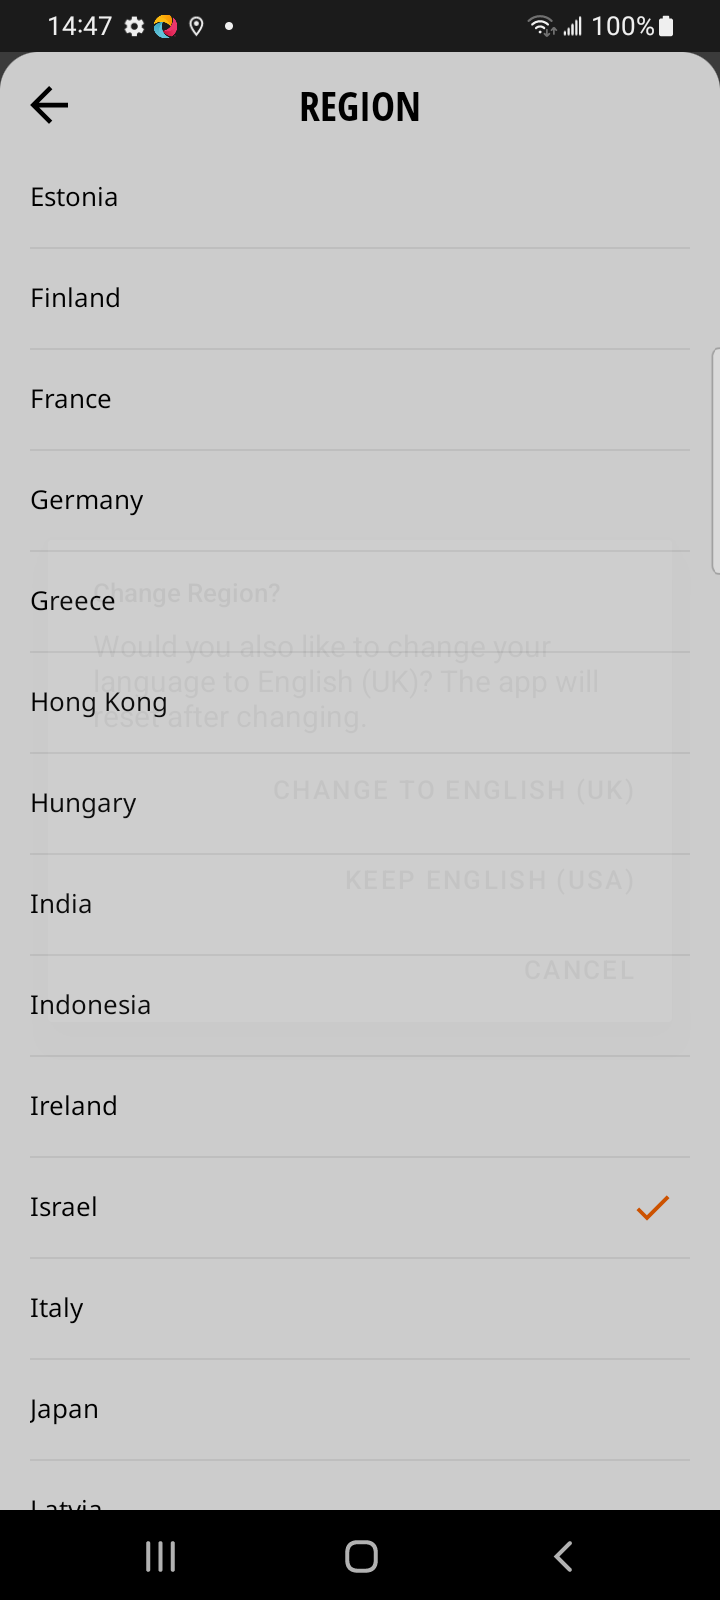 14:47 100%
REGION
Estonia
Finland
France
Germany
Change Region?
Greece
Would you also like to change your
language to English (UK)? The app will
Hong Kong
reset after changing.
CHANGE TO ENGLISH (UK)
Hungary
KEEP ENGLISH (USA)
India
CANCEL
Indonesia
Ireland
Israel
Italy
Japan
Latvia